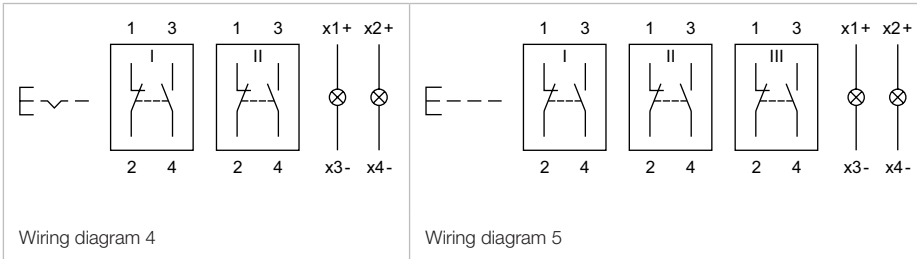 1 3 1 3 x1+ x2+
I II
2 4 2 4 x3- x4-
Wiring diagram 4
1 3 1 3 1 3 x1+ x2+
I II III
2 4 2 4 2 4 x3- x4-
Wiring diagram 5